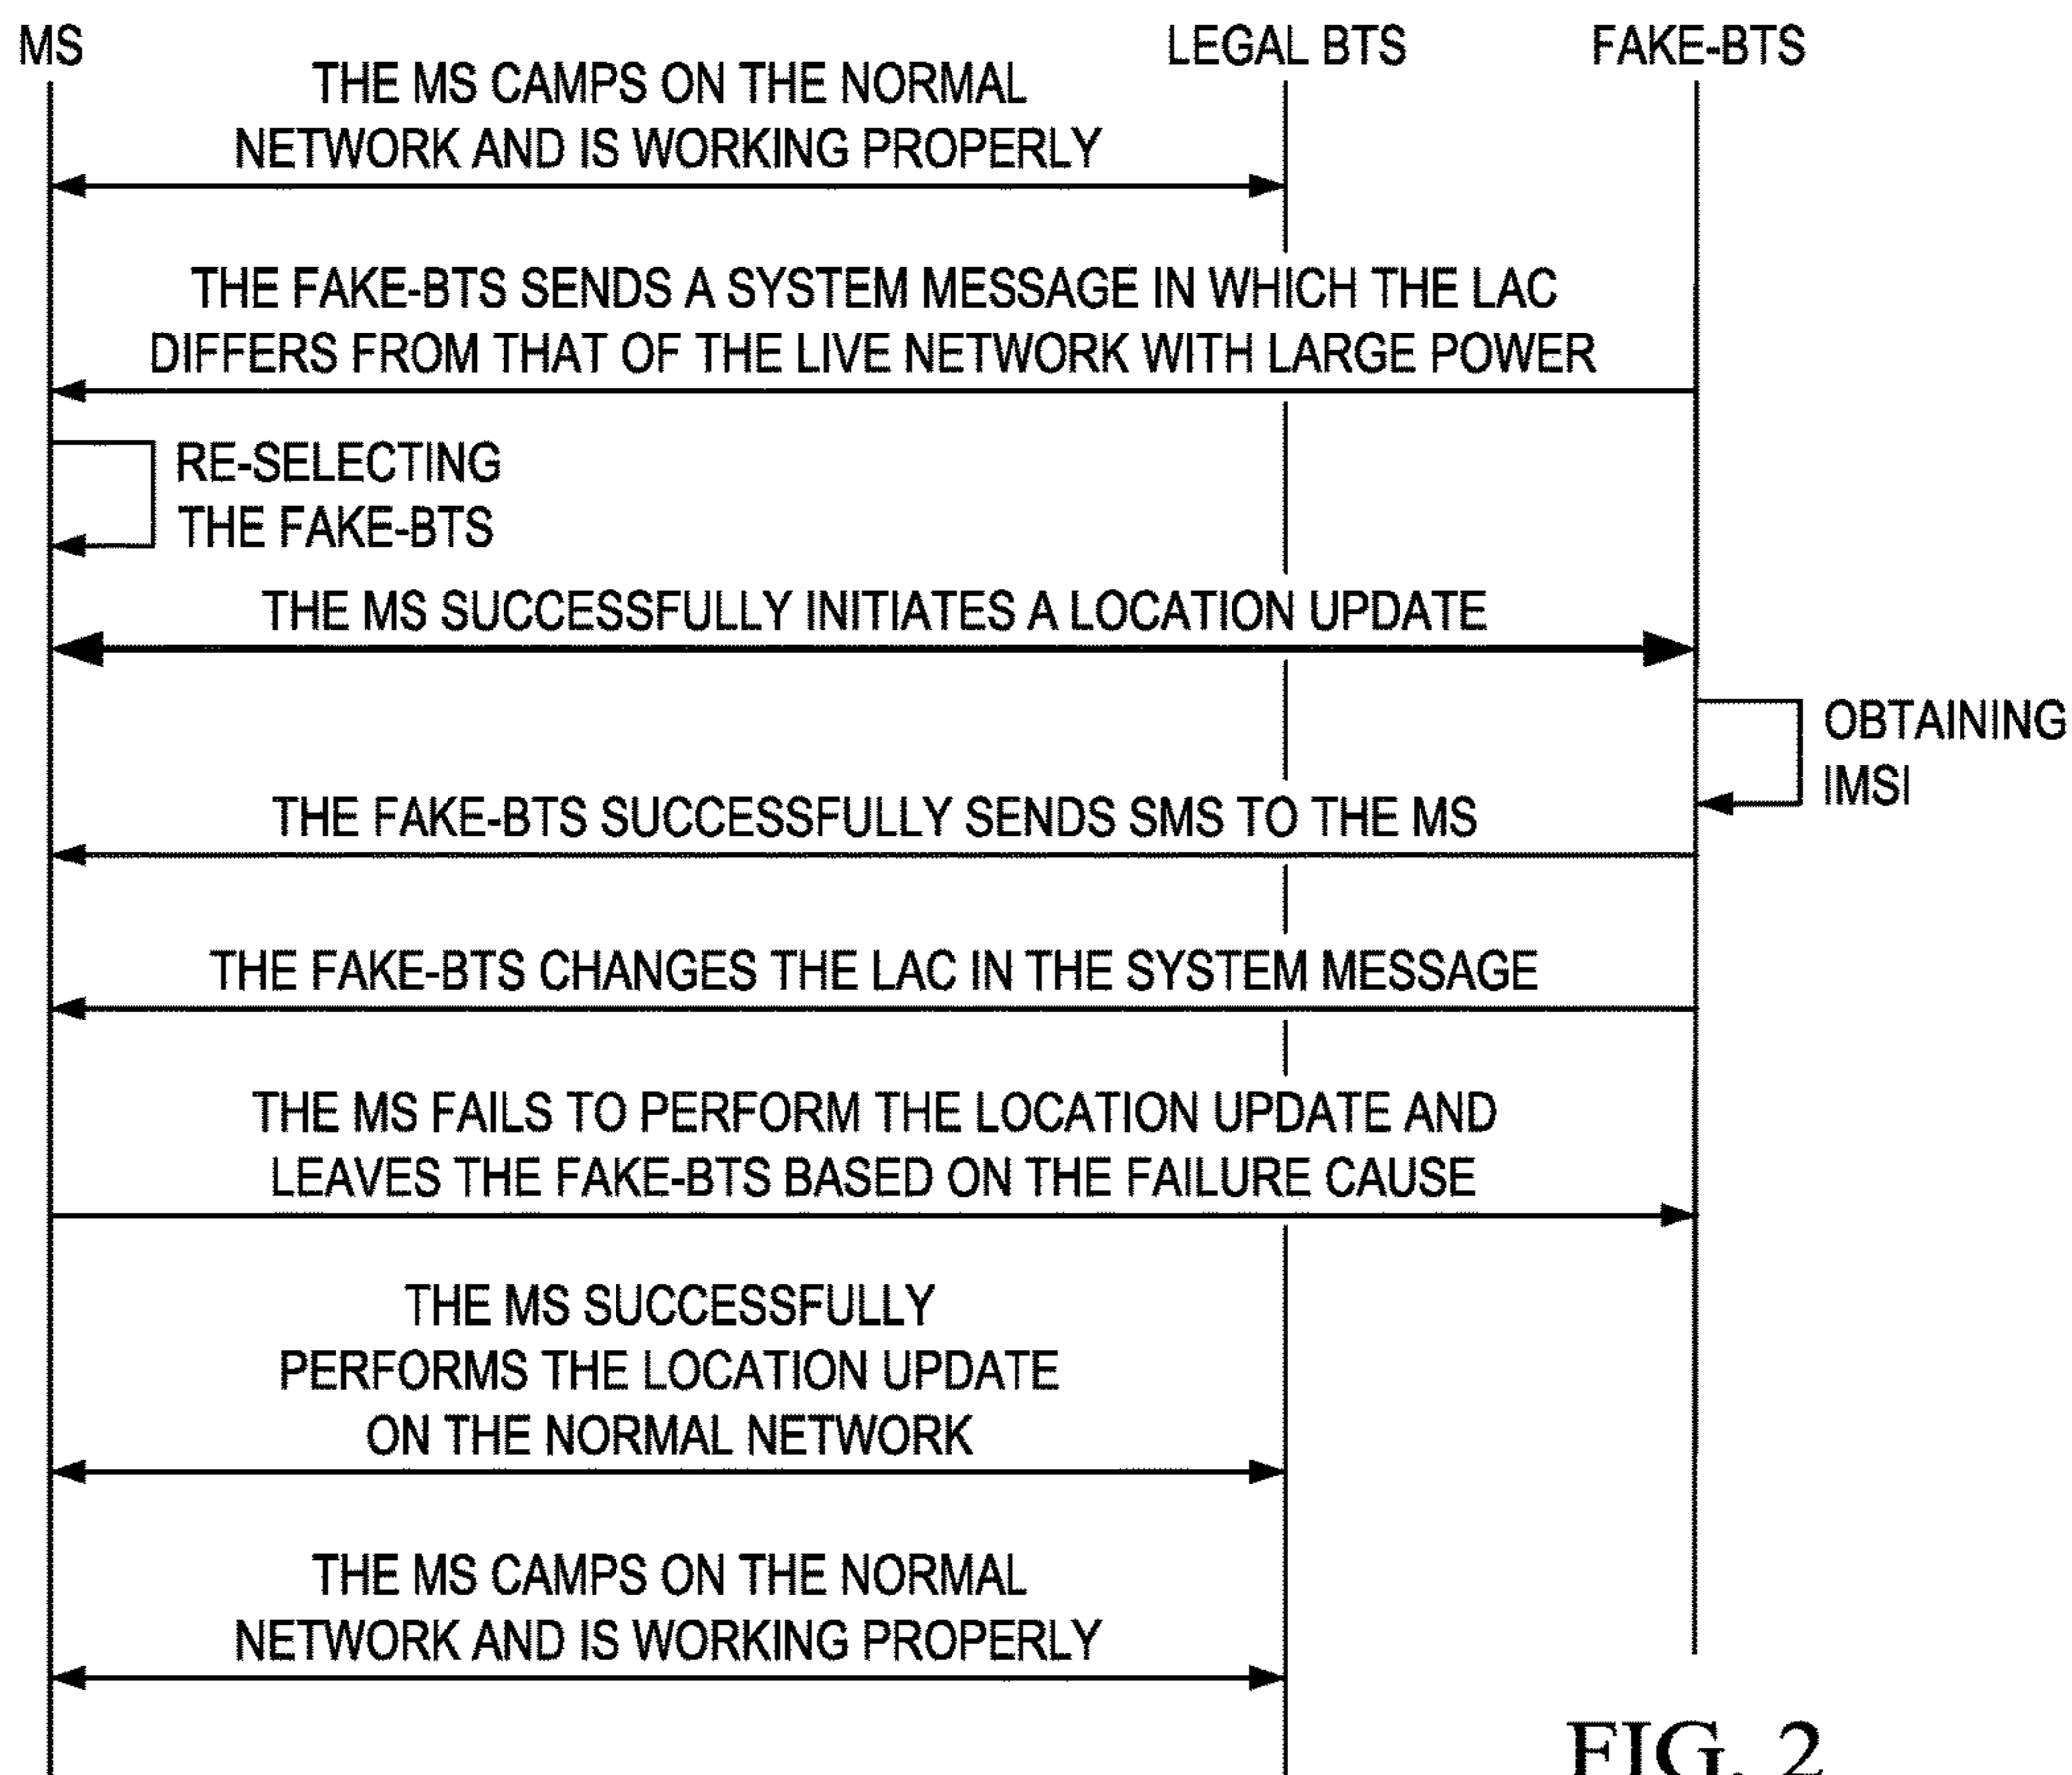 MS
LEGAL BTS
FAKE-BTS
THE MS CAMPS ON THE NORMAL
NETWORK AND IS WORKING PROPERLY
THE FAKE-BTS SENDS A SYSTEM MESSAGE IN WHICH THE LAC
DIFFERS FROM THAT OF THE LIVE NETWORK WITH LARGE POWER
RE-SELECTING
THE FAKE-BTS
THE MS SUCCESSFULLY INITIATES A LOCATION UPDATE
OBTAINING
IMSI
THE FAKE-BTS SUCCESSFULLY SENDS SMS TO THE MS
THE FAKE-BTS CHANGES THE LAC IN THE SYSTEM MESSAGE
THE MS FAILS TO PERFORM THE LOCATION UPDATE AND
LEAVES THE FAKE-BTS BASED ON THE FAILURE CAUSE
THE MS SUCCESSFULLY
PERFORMS THE LOCATION UPDATE
ON THE NORMAL NETWORK
THE MS CAMPS ON THE NORMAL
NETWORK AND IS WORKING PROPERLY
FIG. 2